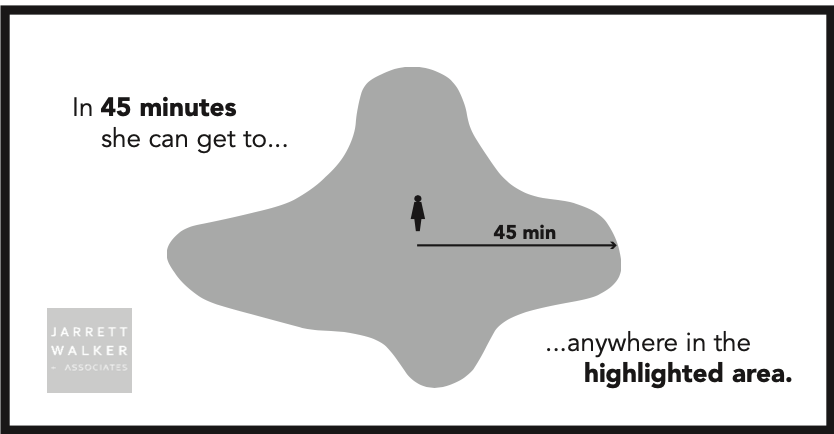 In 45 minutes
she can get to...
45 min
...anywhere in the
highlighted area.
JARRETT
WALKER
+ ASSOCIATES